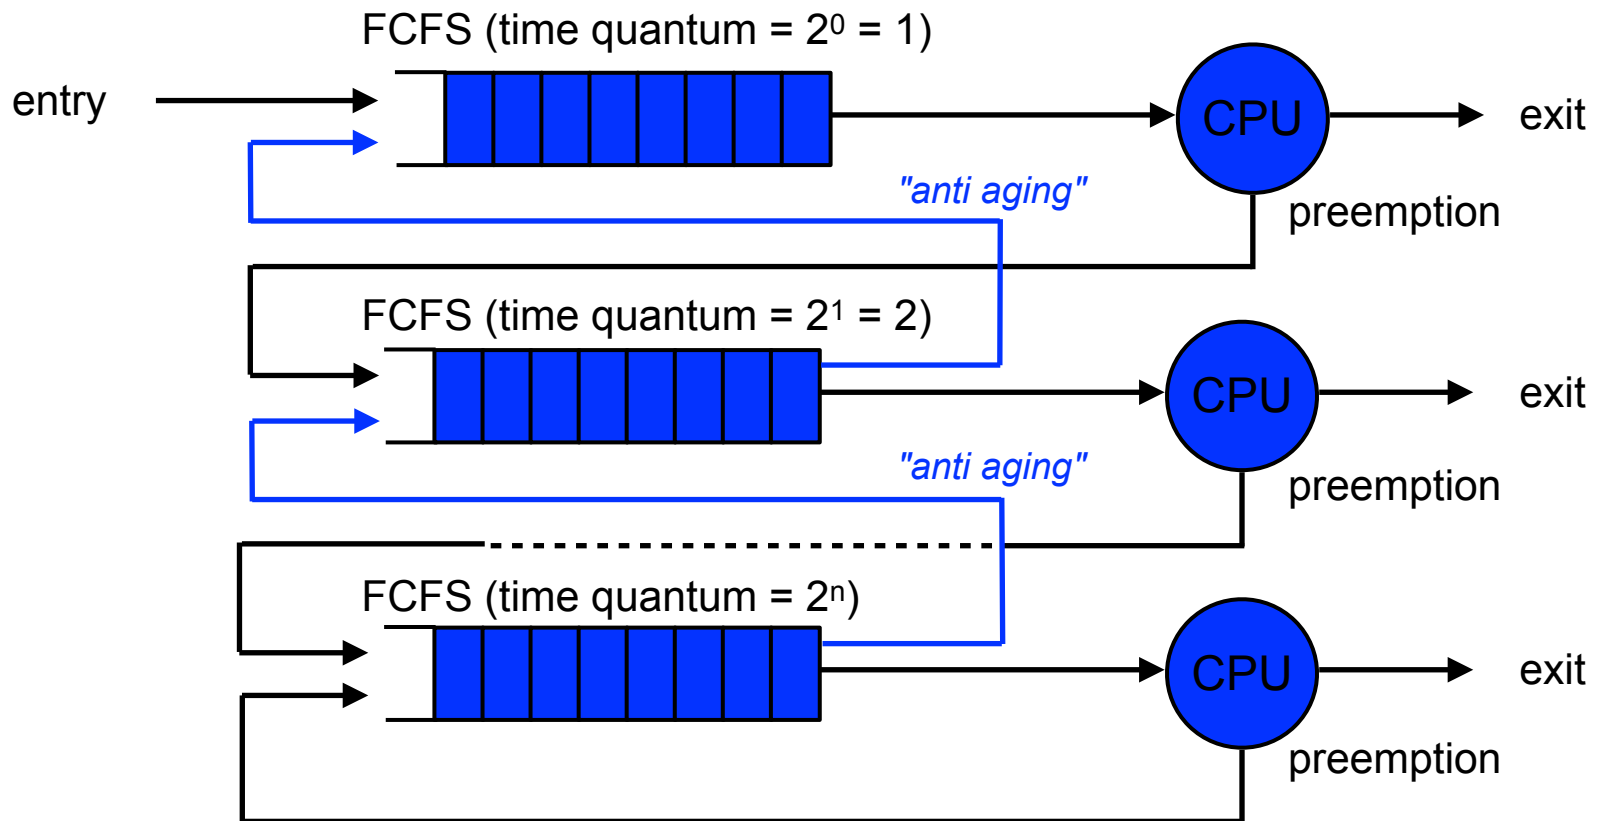 FCFS (time quantum = 2⁰ = 1)
entry
CPU
exit
"anti aging"
preemption
FCFS (time quantum = 2¹ = 2)
CPU
exit
"anti aging"
preemption
FCFS (time quantum = 2ⁿ)
CPU
exit
preemption